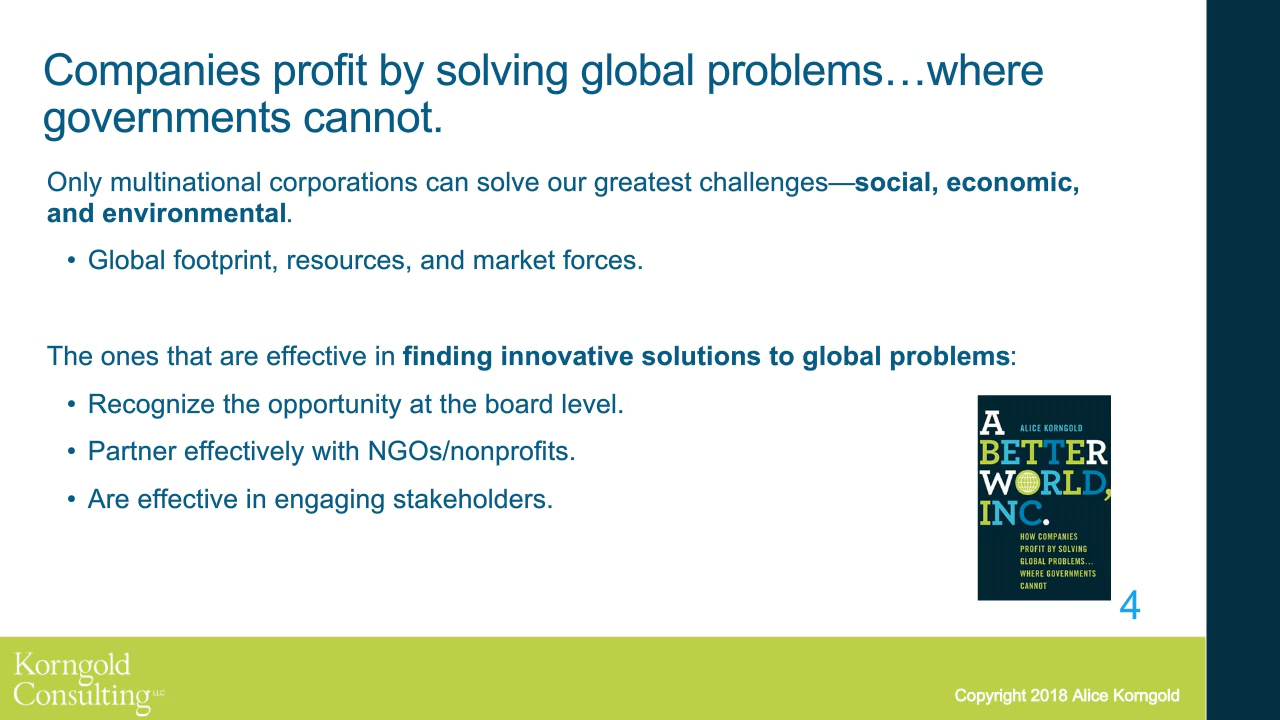 Companies profit by solving global problems…where
governments cannot.
Only multinational corporations can solve our greatest challenges—social, economic,
and environmental.
• Global footprint, resources, and market forces.
The ones that are effective in finding innovative solutions to global problems:
• Recognize the opportunity at the board level.
• Partner effectively with NGOs/nonprofits.
• Are effective in engaging stakeholders.
A
ALICE KORNGOLD
BETTER
WORLD,
INC.
HOW COMPANIES
PROFIT BY SOLVING
GLOBAL PROBLEMS...
WHERE GOVERNMENTS
CANNOT
4
Korngold
Consulting LLC
Copyright 2018 Alice Korngold